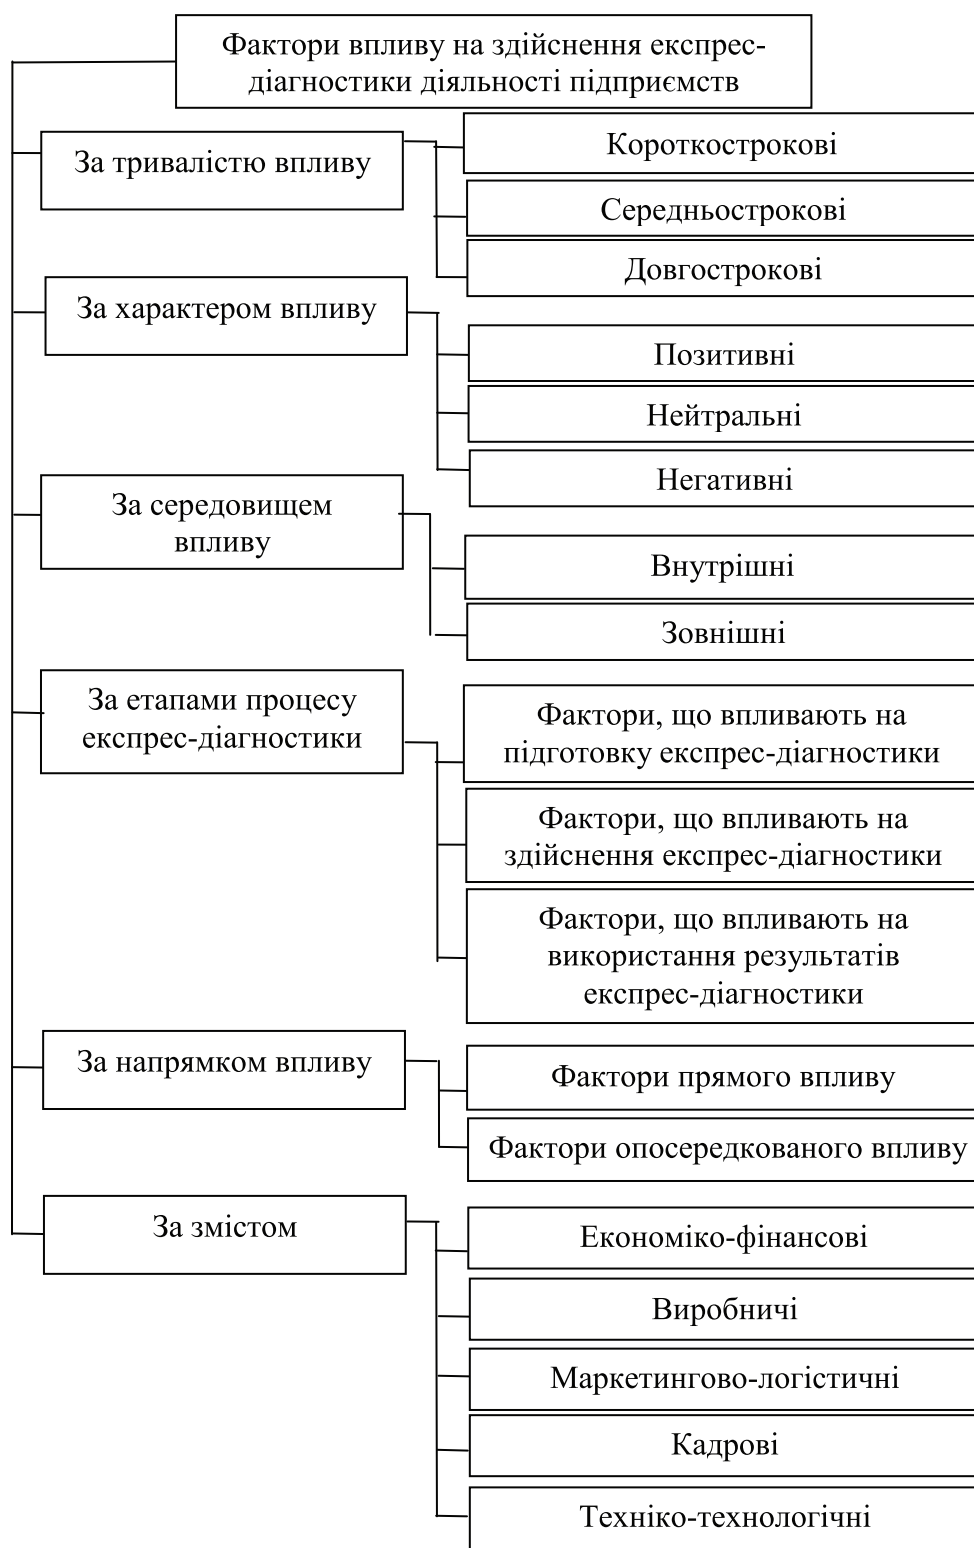 Фактори впливу на здійснення експрес-
діагностики діяльності підприємств
За тривалістю впливу
Короткострокові
Середньострокові
Довгострокові
За характером впливу
Позитивні
Нейтральні
Негативні
За середовищем
впливу
Внутрішні
Зовнішні
За етапами процесу
експрес-діагностики
Фактори, що впливають на
підготовку експрес-діагностики
Фактори, що впливають на
здійснення експрес-діагностики
Фактори, що впливають на
використання результатів
експрес-діагностики
За напрямком впливу
Фактори прямого впливу
Фактори опосередкованого впливу
За змістом
Економіко-фінансові
Виробничі
Маркетингово-логістичні
Кадрові
Техніко-технологічні